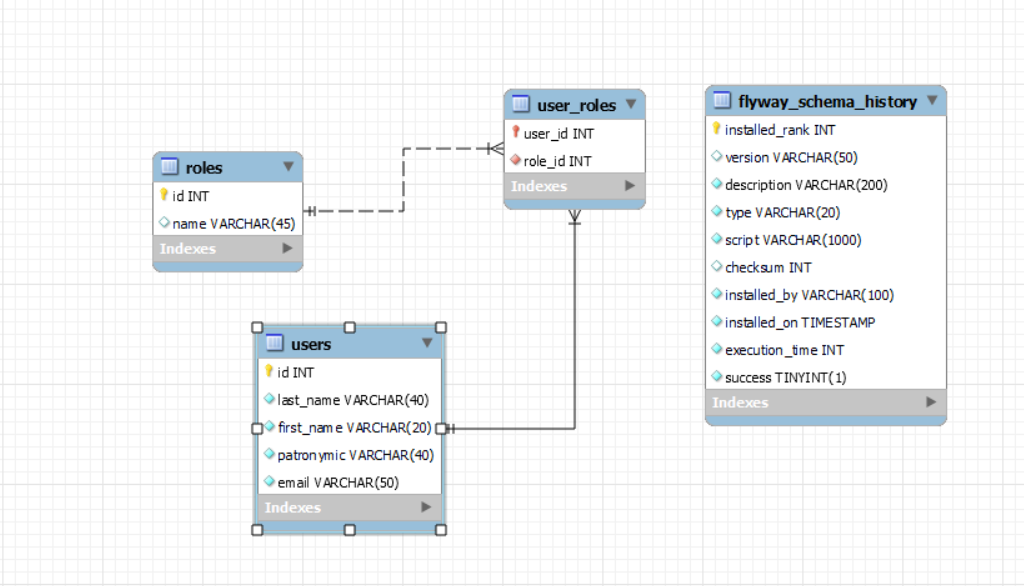 roles
id INT
name VARCHAR(45)
Indexes
user_roles
user_id INT
role_id INT
Indexes
flyway_schema_history
installed_rank INT
version VARCHAR(50)
description VARCHAR(200)
type VARCHAR(20)
script VARCHAR(1000)
checksum INT
installed_by VARCHAR(100)
installed_on TIMESTAMP
execution_time INT
success TINYINT(1)
Indexes
users
id INT
last_name VARCHAR(40)
first_name VARCHAR(20)
patronymic VARCHAR(40)
email VARCHAR(50)
Indexes